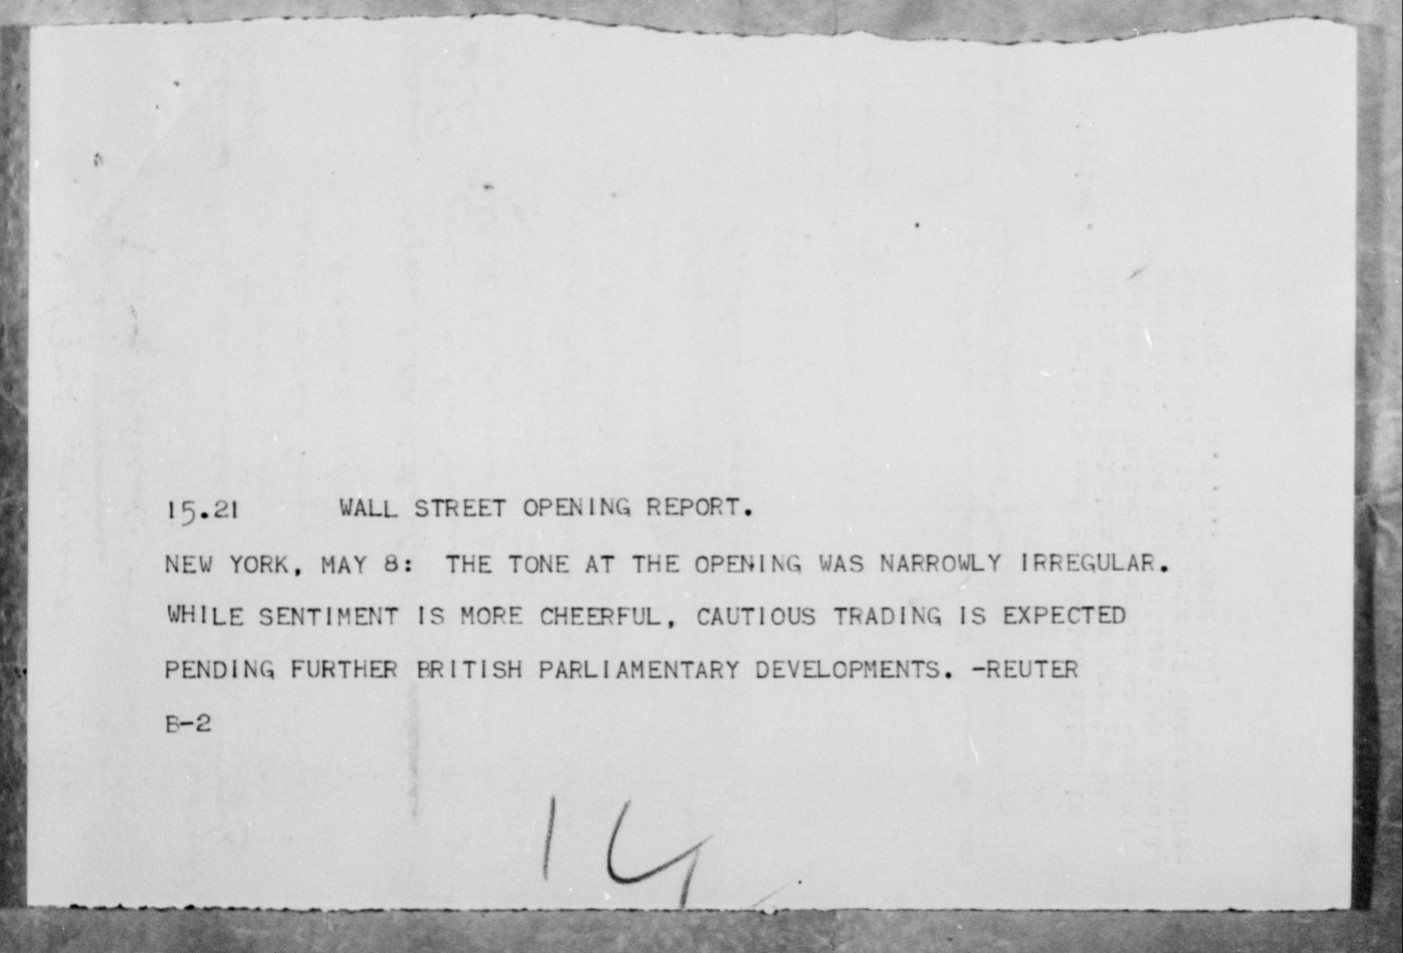 15.21 WALL STREET OPENING REPORT.
NEW YORK, MAY 8: THE TONE AT THE OPENING WAS NARROWLY IRREGULAR.
WHILE SENTIMENT IS MORE CHEERFUL, CAUTIOUS TRADING IS EXPECTED
PENDING FURTHER BRITISH PARLIAMENTARY DEVELOPMENTS. -REUTER
B-2
14